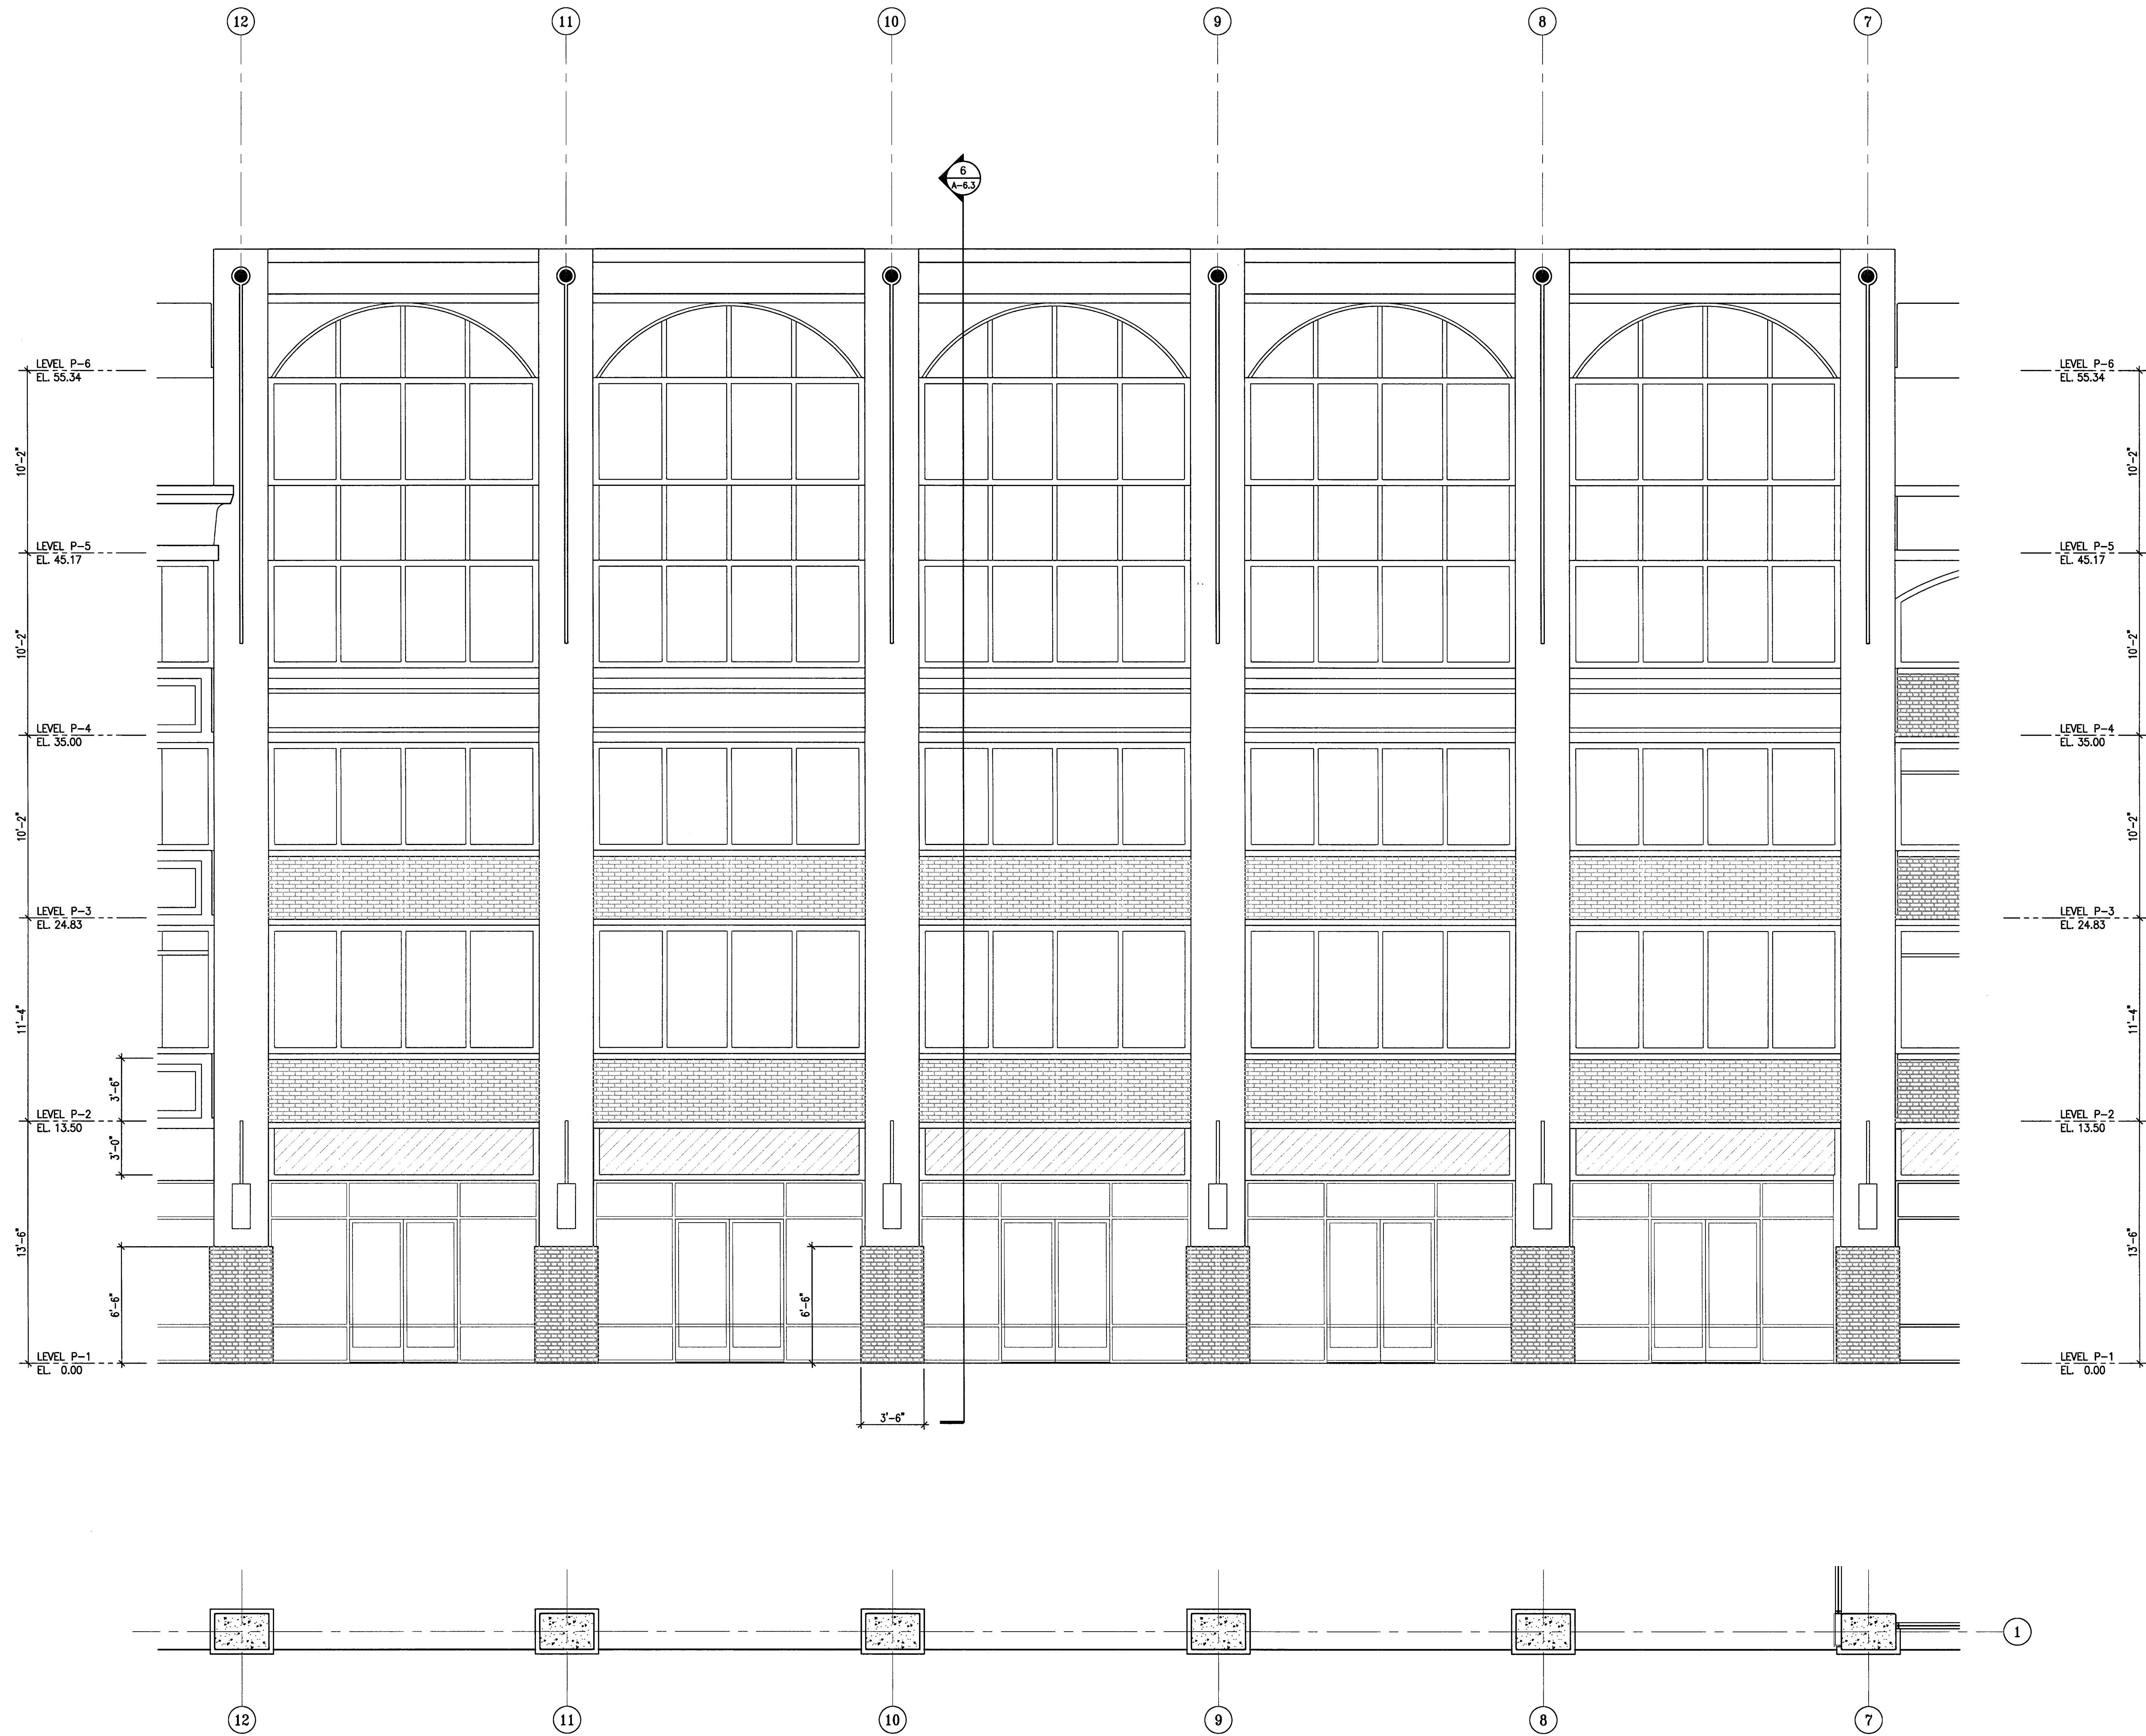 12 11 10 9 8 7
6
A-6.3
LEVEL P-6
EL. 55.34
10'-2"
LEVEL P-5
EL. 45.17
10'-2"
LEVEL P-4
EL. 35.00
10'-2"
LEVEL P-3
EL. 24.83
11'-4"
3'-6"
LEVEL P-2
EL. 13.50
3'-0"
13'-6"
6'-6"
LEVEL P-1
EL. 0.00
6'-6"
3'-6"
LEVEL P-6
EL. 55.34
10'-2"
LEVEL P-5
EL. 45.17
10'-2"
LEVEL P-4
EL. 35.00
10'-2"
LEVEL P-3
EL. 24.83
11'-4"
LEVEL P-2
EL. 13.50
13'-6"
LEVEL P-1
EL. 0.00
1
12 11 10 9 8 7